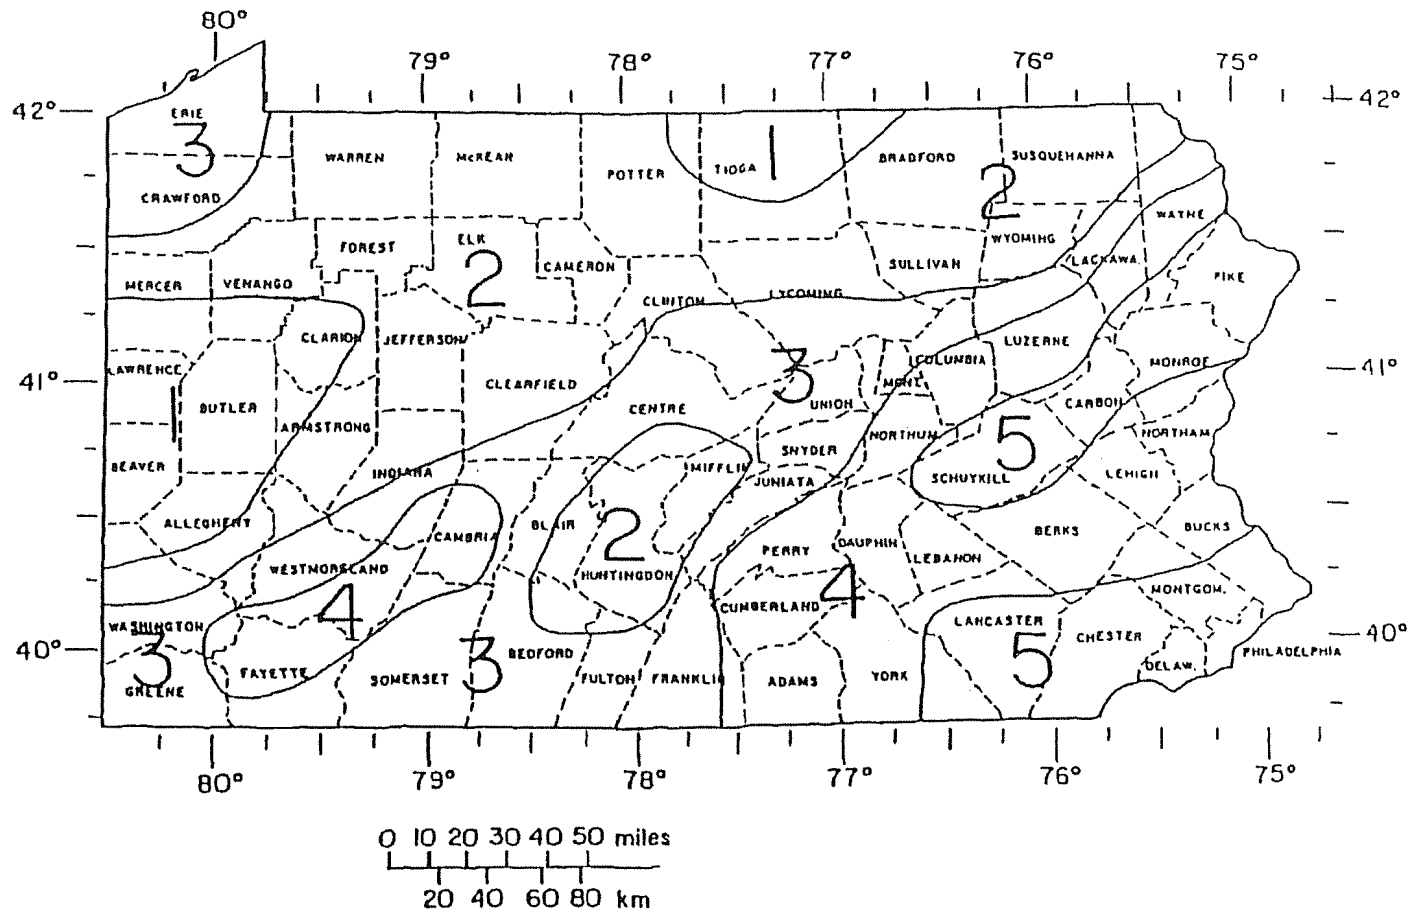 80°
79° 78° 77° 76° 75°
42° 42°
ERIE
3
WARREN McKEAN POTTER TIOGA 1 BRADFORD SUSQUEHANNA
CRAWFORD
2
WAYNE
FOREST ELK WYOMING
CAMERON SULLIVAN LACKAWA.
MERCER VENANGO 2 CLINTON LYCOMING PIKE
CLARION JEFFERSON LUZERNE
LAWRENCE COLUMBIA MONROE
41° 41°
CLEARFIELD 3 MONT.
1 BUTLER CENTRE UNION CARBON
ARMSTRONG NORTHUM. 5 NORTHAM.
SNYDER
BEAVER INDIANA MIFFLIN JUNIATA SCHUYKILL LEHIGH
ALLEGHENY CAMBRIA BLAIR 2 PERRY DAUPHIN BERKS BUCKS
LEBANON
WESTMORELAND HUNTINGDON
4 CUMBERLAND 4 MONTGOM.
WASHINGTON LANCASTER CHESTER
40° 40°
3 3 BEDFORD 5 DELAW. PHILADELPHIA
GREENE FAYETTE SOMERSET FULTON FRANKLIN ADAMS YORK
80° 79° 78° 77° 76° 75°
0 10 20 30 40 50 miles
20 40 60 80 km